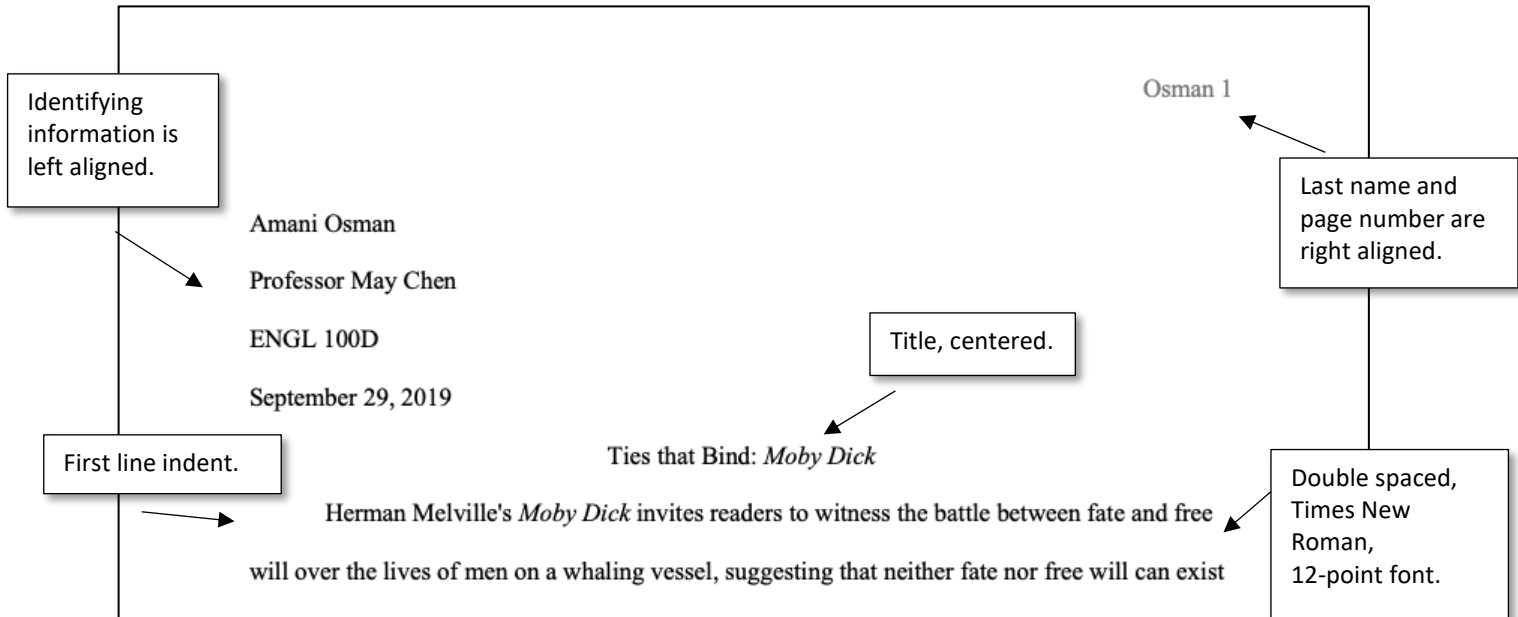 Osman 1
Identifying
information is
left aligned.
Last name and
page number are
right aligned.
Amani Osman
Professor May Chen
ENGL 100D
Title, centered.
September 29, 2019
First line indent.
Ties that Bind: Moby Dick
Double spaced,
Times New
Roman,
12-point font.
Herman Melville's Moby Dick invites readers to witness the battle between fate and free
will over the lives of men on a whaling vessel, suggesting that neither fate nor free will can exist